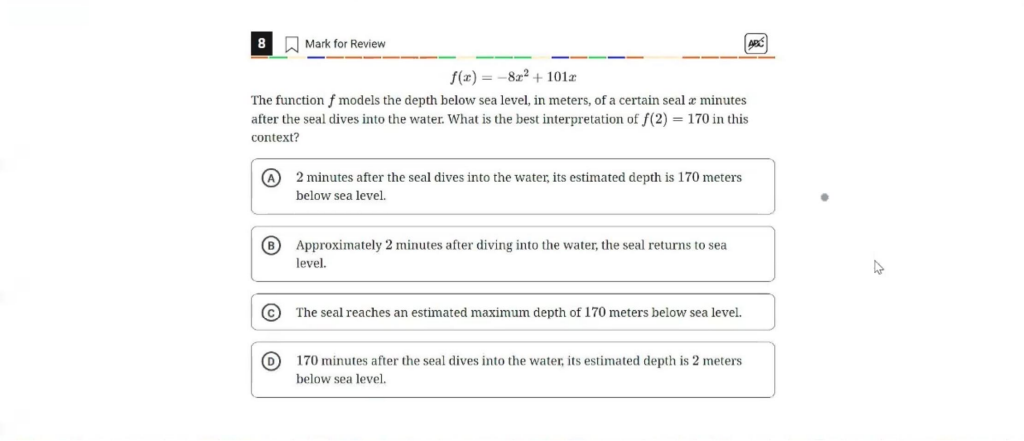 8 Mark for Review ABC
f(x) = −8x² + 101x
The function f models the depth below sea level, in meters, of a certain seal x minutes
after the seal dives into the water. What is the best interpretation of f(2) = 170 in this
context?
A 2 minutes after the seal dives into the water, its estimated depth is 170 meters
below sea level.
B Approximately 2 minutes after diving into the water, the seal returns to sea
level.
C The seal reaches an estimated maximum depth of 170 meters below sea level.
D 170 minutes after the seal dives into the water, its estimated depth is 2 meters
below sea level.